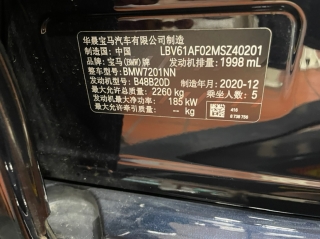 华晨宝马汽车有限公司制造
制造国: 中国 LBV61AF02MSZ40201
品牌: 宝马(BMW)牌 发动机排量: 1998 mL
整车型号: BMW7201NN
发动机型号: B48B20D 制造年月: 2020-12
最大允许总质量: 2260 kg 乘坐人数: 5
发动机最大净功率: 185 kW
最大允许牵引质量: -- kg